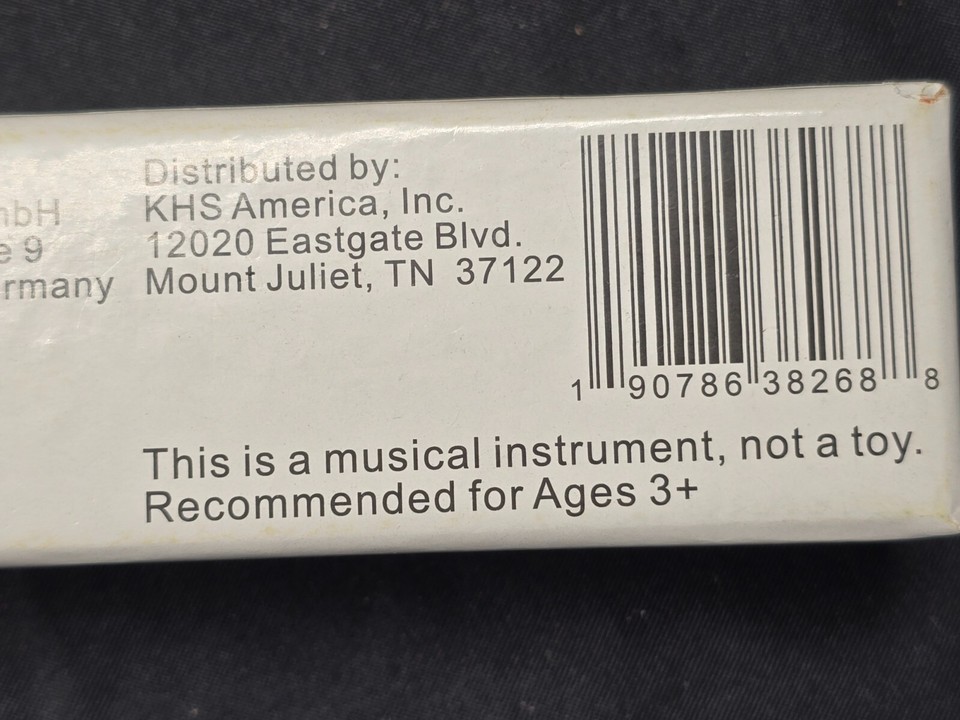 Distributed by:
KHS America, Inc.
12020 Eastgate Blvd.
Mount Juliet, TN 37122
mbH
e 9
rmany
1 90786 38268 8
This is a musical instrument, not a toy.
Recommended for Ages 3+